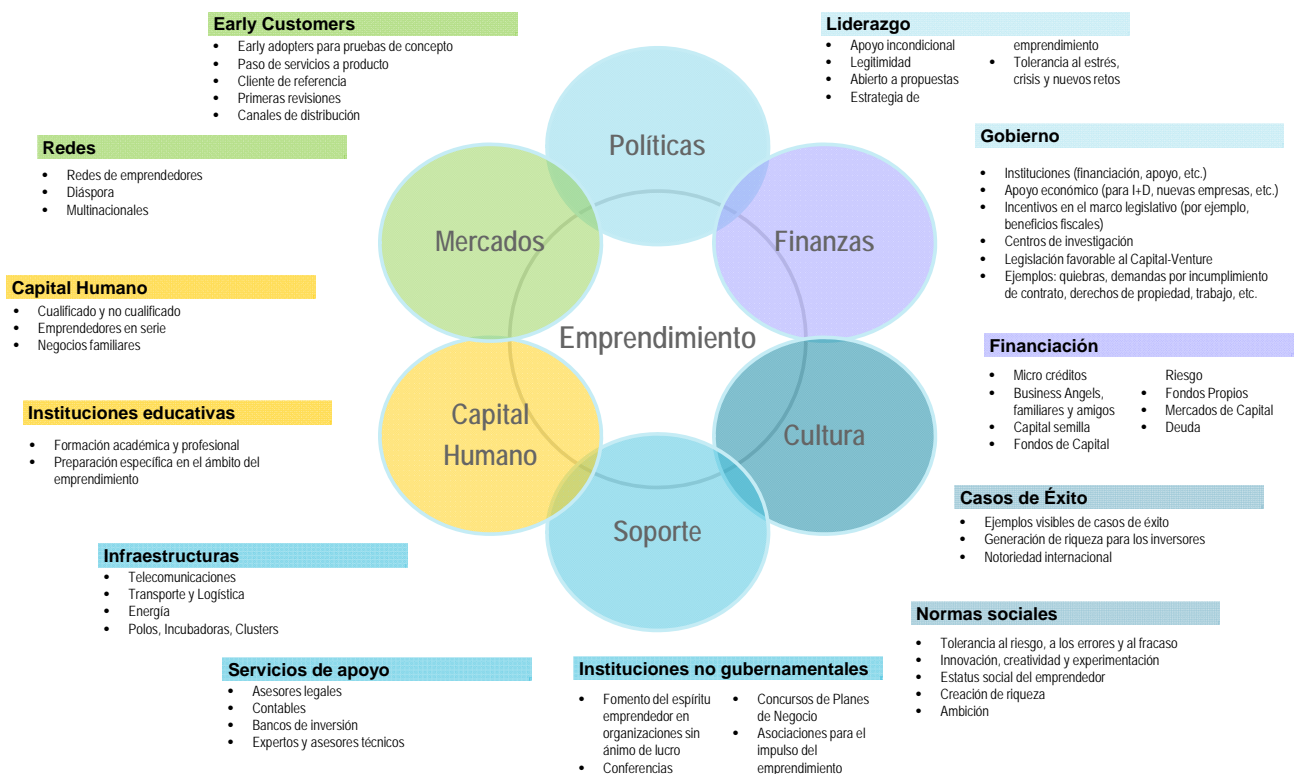 Early Customers
• Early adopters para pruebas de concepto
• Paso de servicios a producto
• Cliente de referencia
• Primeras revisiones
• Canales de distribución
Redes
• Redes de emprendedores
• Diáspora
• Multinacionales
Capital Humano
• Cualificado y no cualificado
• Emprendedores en serie
• Negocios familiares
Instituciones educativas
• Formación académica y profesional
• Preparación específica en el ámbito del
emprendimiento
Infraestructuras
• Telecomunicaciones
• Transporte y Logística
• Energía
• Polos, Incubadoras, Clusters
Servicios de apoyo
• Asesores legales
• Contables
• Bancos de inversión
• Expertos y asesores técnicos
Políticas
Mercados
Finanzas
Emprendimiento
Capital
Humano
Cultura
Soporte
Instituciones no gubernamentales
• Fomento del espíritu
emprendedor en
organizaciones sin
ánimo de lucro
• Conferencias
• Concursos de Planes
de Negocio
• Asociaciones para el
impulso del
emprendimiento
Liderazgo
• Apoyo incondicional
• Legitimidad
• Abierto a propuestas
• Estrategia de
emprendimiento
• Tolerancia al estrés,
crisis y nuevos retos
Gobierno
• Instituciones (financiación, apoyo, etc.)
• Apoyo económico (para I+D, nuevas empresas, etc.)
• Incentivos en el marco legislativo (por ejemplo,
beneficios fiscales)
• Centros de investigación
• Legislación favorable al Capital-Venture
• Ejemplos: quiebras, demandas por incumplimiento
de contrato, derechos de propiedad, trabajo, etc.
Financiación
• Micro créditos
• Business Angels,
familiares y amigos
• Capital semilla
• Fondos de Capital
Riesgo
• Fondos Propios
• Mercados de Capital
• Deuda
Casos de Éxito
• Ejemplos visibles de casos de éxito
• Generación de riqueza para los inversores
• Notoriedad internacional
Normas sociales
• Tolerancia al riesgo, a los errores y al fracaso
• Innovación, creatividad y experimentación
• Estatus social del emprendedor
• Creación de riqueza
• Ambición